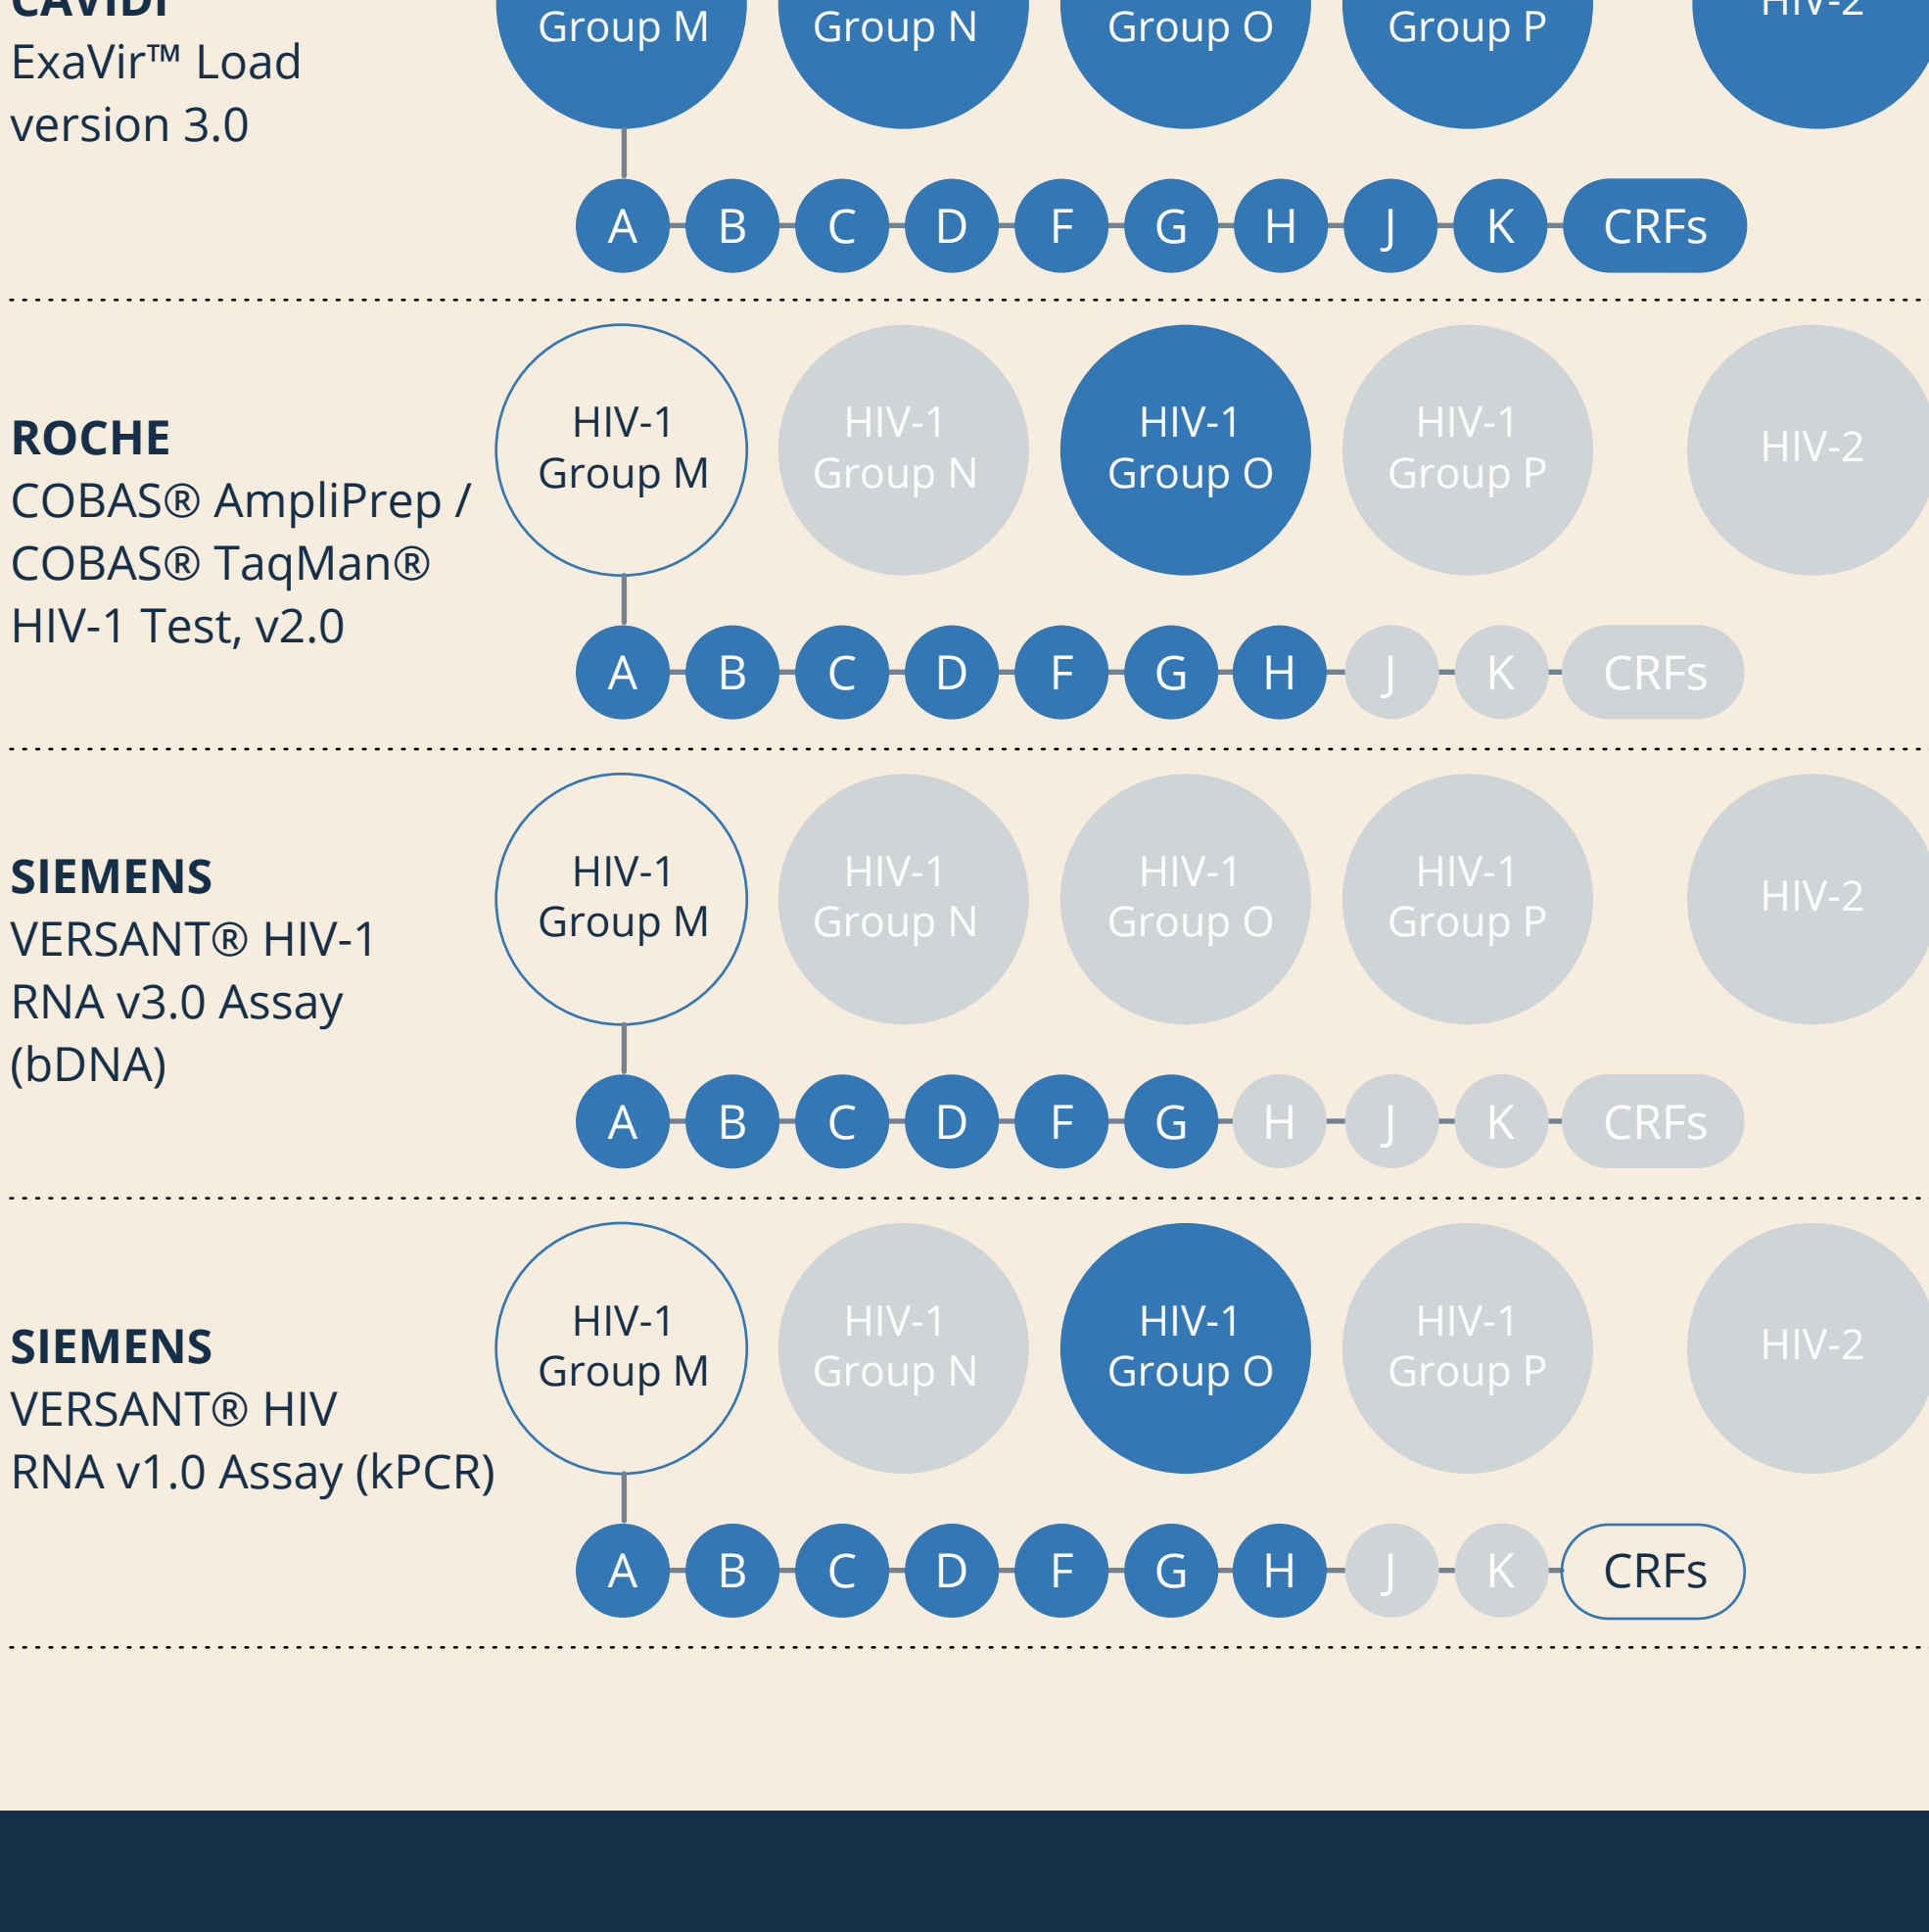 CAVIDI
ExaVir™ Load
version 3.0
Group M
Group N
Group O
Group P
HIV-2
A B C D F G H J K CRFs
ROCHE
COBAS® AmpliPrep /
COBAS® TaqMan®
HIV-1 Test, v2.0
HIV-1
Group M
HIV-1
Group N
HIV-1
Group O
HIV-1
Group P
HIV-2
A B C D F G H J K CRFs
SIEMENS
VERSANT® HIV-1
RNA v3.0 Assay
(bDNA)
HIV-1
Group M
HIV-1
Group N
HIV-1
Group O
HIV-1
Group P
HIV-2
A B C D F G H J K CRFs
SIEMENS
VERSANT® HIV
RNA v1.0 Assay (kPCR)
HIV-1
Group M
HIV-1
Group N
HIV-1
Group O
HIV-1
Group P
HIV-2
A B C D F G H J K CRFs